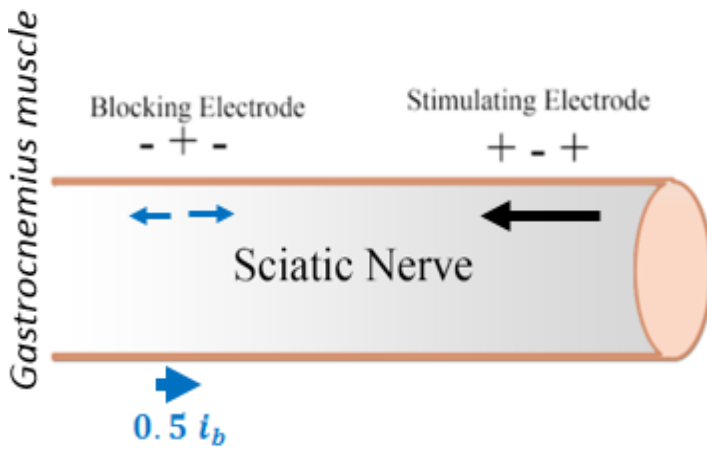 Gastrocnemius muscle
Blocking Electrode
- + -
Stimulating Electrode
+ - +
Sciatic Nerve
0.5 i_b